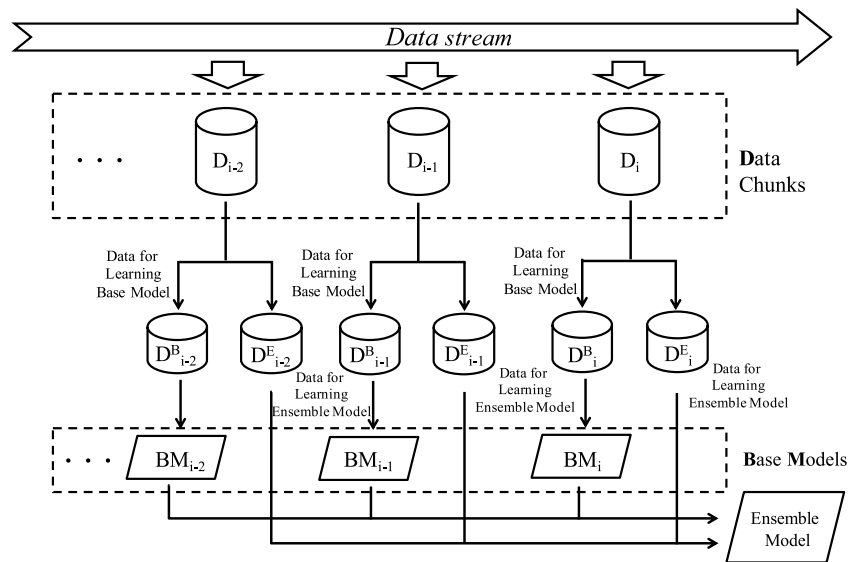 Data stream
. . .
D_{i-2}
D_{i-1}
D_i
Data
Chunks
Data for
Learning
Base Model
Data for
Learning
Base Model
Data for
Learning
Base Model
D^B_{i-2}
D^E_{i-2}
D^B_{i-1}
D^E_{i-1}
D^B_i
D^E_i
Data for
Learning
Ensemble Model
Data for
Learning
Ensemble Model
Data for
Learning
Ensemble Model
. . .
BM_{i-2}
BM_{i-1}
BM_i
Base Models
Ensemble
Model